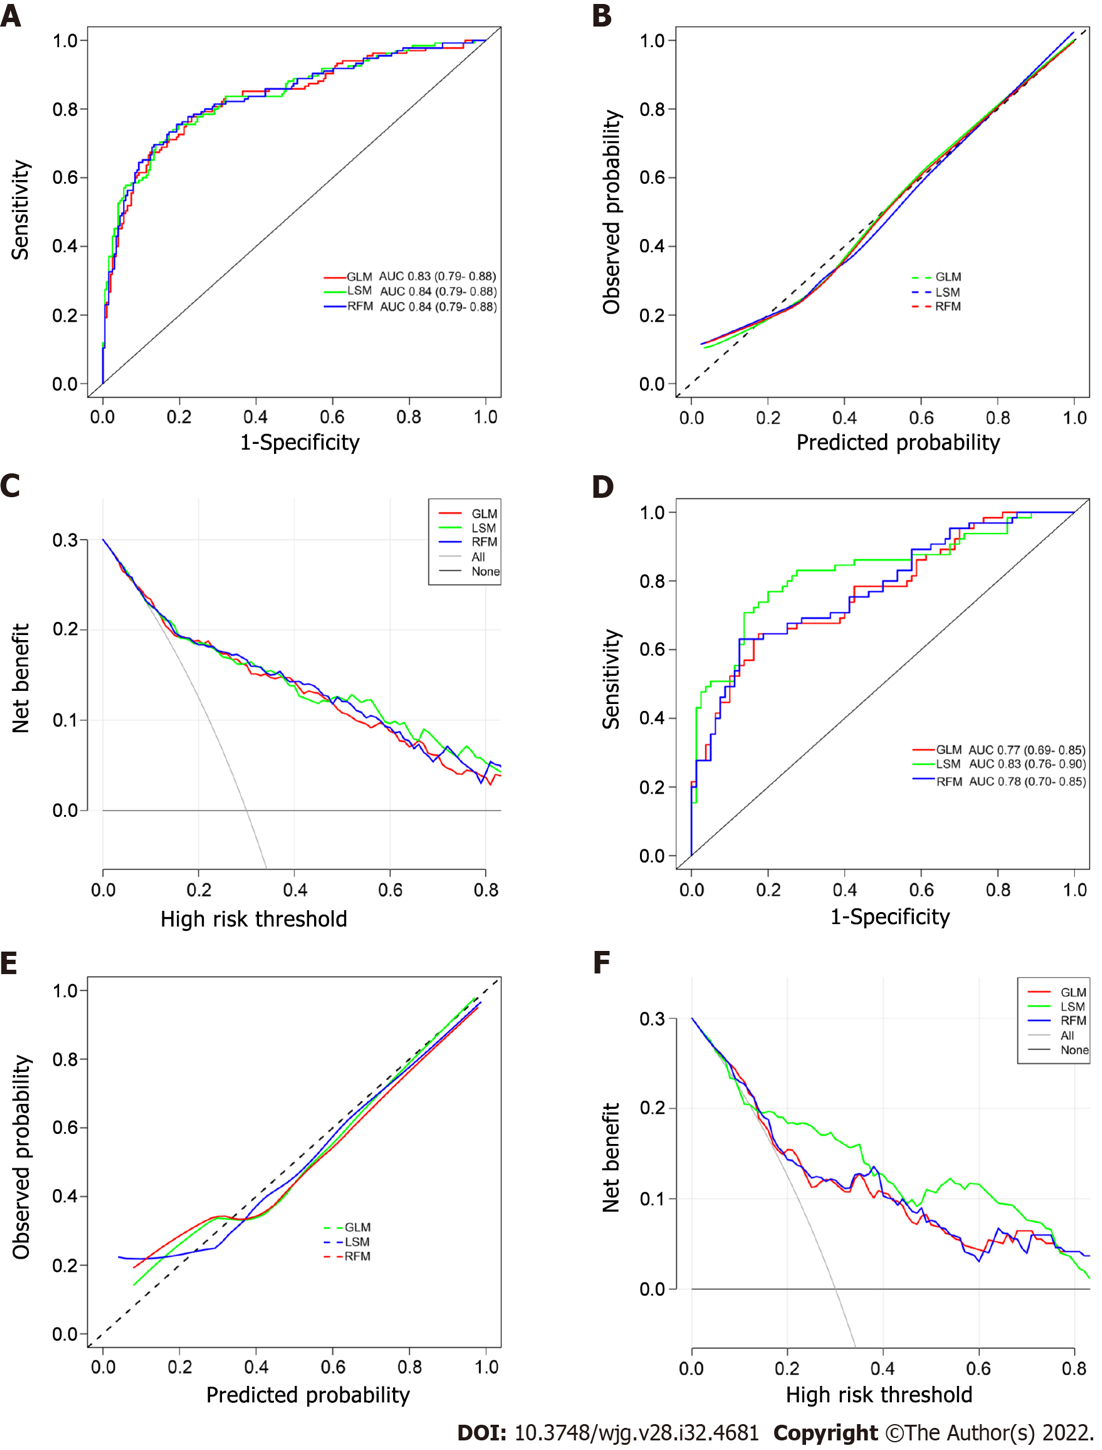 A
1.0
0.8
0.6
0.4
0.2
0.0
Sensitivity
GLM AUC 0.83 (0.79- 0.88)
LSM AUC 0.84 (0.79- 0.88)
RFM AUC 0.84 (0.79- 0.88)
0.0 0.2 0.4 0.6 0.8 1.0
1-Specificity
B
1.0
0.8
0.6
0.4
0.2
0.0
Observed probability
GLM
LSM
RFM
0.0 0.2 0.4 0.6 0.8 1.0
Predicted probability
C
0.3
0.2
0.1
0.0
Net benefit
GLM
LSM
RFM
All
None
0.0 0.2 0.4 0.6 0.8
High risk threshold
D
1.0
0.8
0.6
0.4
0.2
0.0
Sensitivity
GLM AUC 0.77 (0.69- 0.85)
LSM AUC 0.83 (0.76- 0.90)
RFM AUC 0.78 (0.70- 0.85)
0.0 0.2 0.4 0.6 0.8 1.0
1-Specificity
E
1.0
0.8
0.6
0.4
0.2
0.0
Observed probability
GLM
LSM
RFM
0.0 0.2 0.4 0.6 0.8 1.0
Predicted probability
F
0.3
0.2
0.1
0.0
Net benefit
GLM
LSM
RFM
All
None
0.0 0.2 0.4 0.6 0.8
High risk threshold
DOI: 10.3748/wjg.v28.i32.4681 Copyright ©The Author(s) 2022.